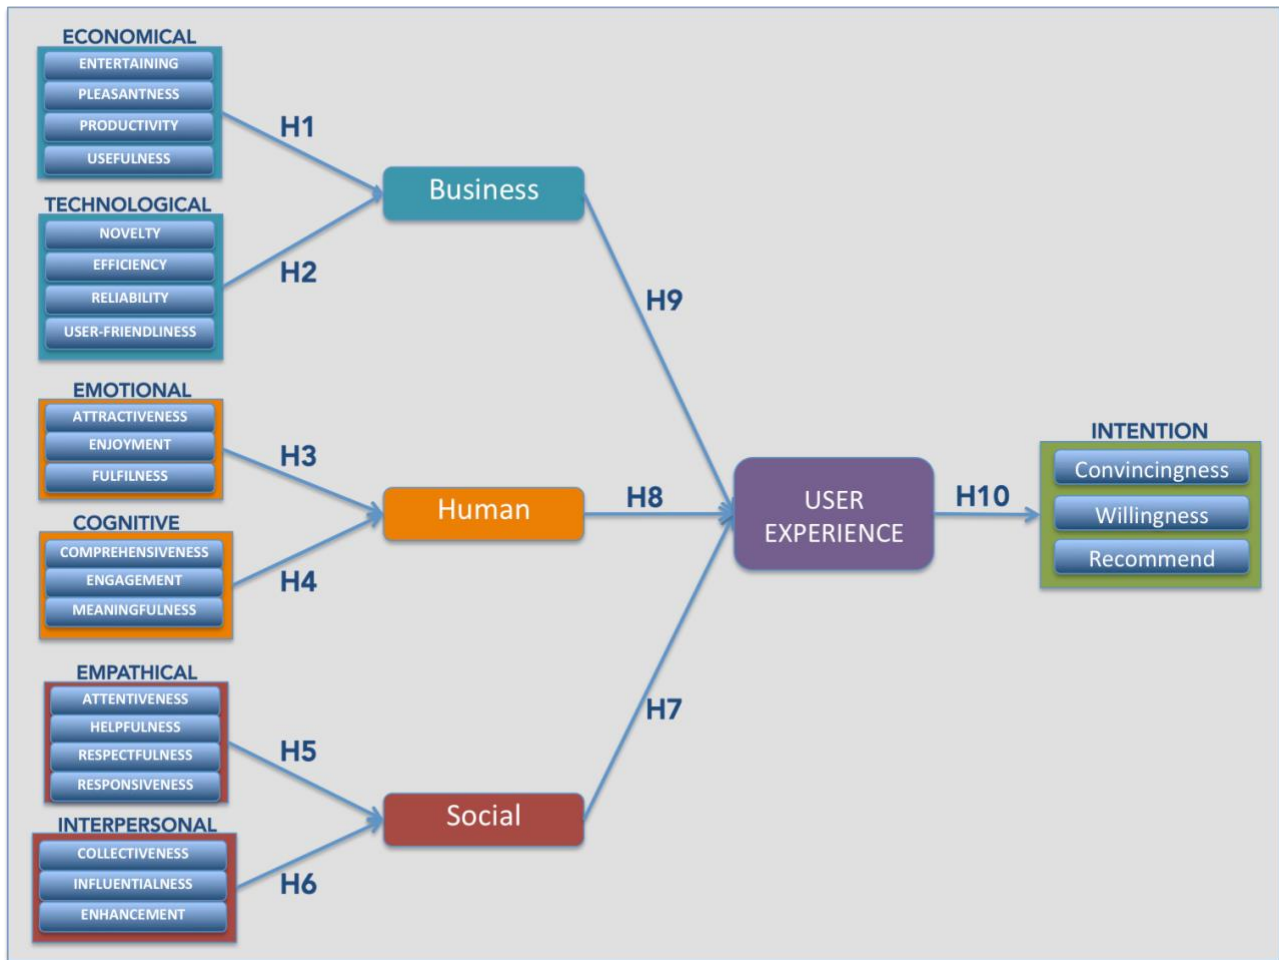 ECONOMICAL
ENTERTAINING
PLEASANTNESS
PRODUCTIVITY
USEFULNESS
H1
Business
TECHNOLOGICAL
NOVELTY
EFFICIENCY
RELIABILITY
USER-FRIENDLINESS
H2
H9
EMOTIONAL
ATTRACTIVENESS
ENJOYMENT
FULFILNESS
H3
Human
H8
COGNITIVE
COMPREHENSIVENESS
ENGAGEMENT
MEANINGFULNESS
H4
USER
EXPERIENCE
H10
INTENTION
Convincingness
Willingness
Recommend
EMPATHICAL
ATTENTIVENESS
HELPFULNESS
RESPECTFULNESS
RESPONSIVENESS
H5
Social
H7
INTERPERSONAL
COLLECTIVENESS
INFLUENTIALNESS
ENHANCEMENT
H6